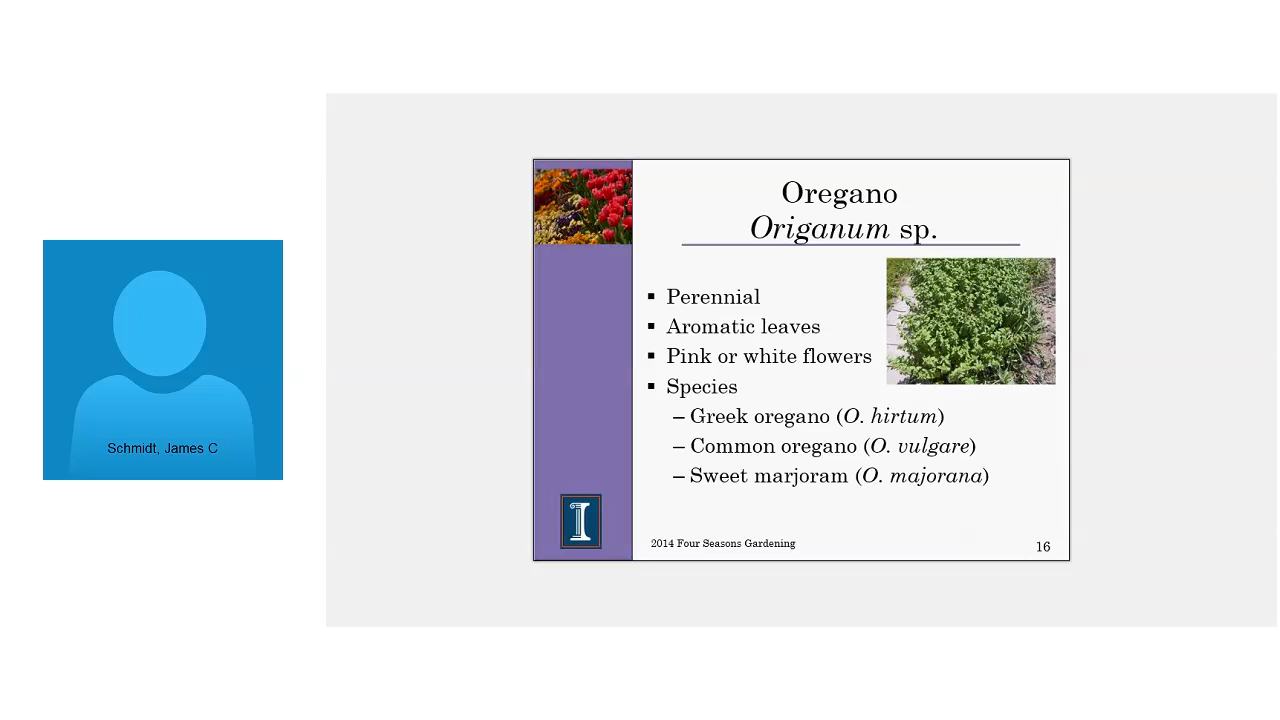 Schmidt, James C
Oregano
Origanum sp.
▪ Perennial
▪ Aromatic leaves
▪ Pink or white flowers
▪ Species
– Greek oregano (O. hirtum)
– Common oregano (O. vulgare)
– Sweet marjoram (O. majorana)
I
2014 Four Seasons Gardening
16